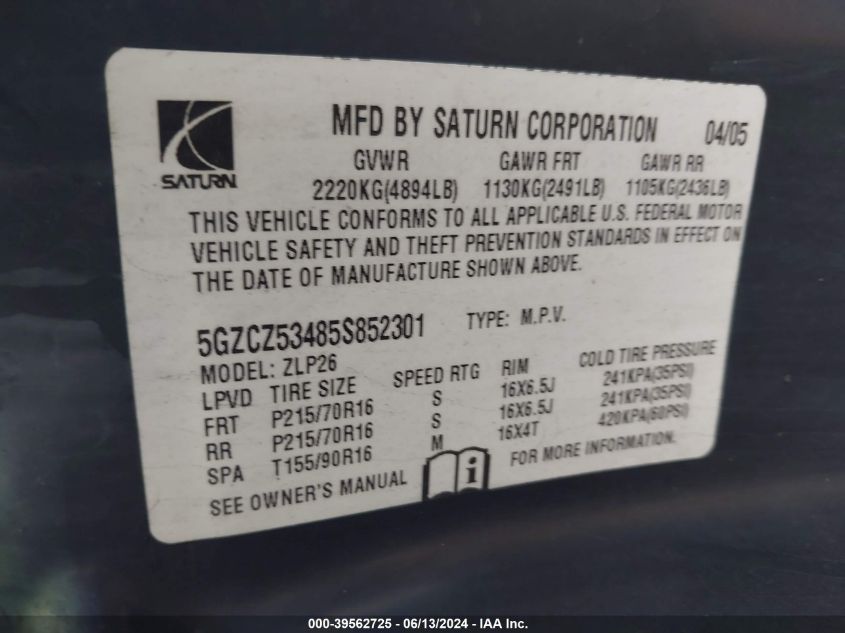 SATURN
MFD BY SATURN CORPORATION 04/05
GVWR GAWR FRT GAWR RR
2220KG(4894LB) 1130KG(2491LB) 1105KG(2436LB)
THIS VEHICLE CONFORMS TO ALL APPLICABLE U.S. FEDERAL MOTOR
VEHICLE SAFETY AND THEFT PREVENTION STANDARDS IN EFFECT ON
THE DATE OF MANUFACTURE SHOWN ABOVE.
5GZCZ53485S852301 TYPE: M.P.V.
MODEL: ZLP26
LPVD TIRE SIZE SPEED RTG RIM COLD TIRE PRESSURE
FRT P215/70R16 S 16X6.5J 241KPA(35PSI)
RR P215/70R16 S 16X6.5J 241KPA(35PSI)
SPA T155/90R16 M 16X4T 420KPA(60PSI)
SEE OWNER'S MANUAL i FOR MORE INFORMATION.
000-39562725 - 06/13/2024 - IAA Inc.